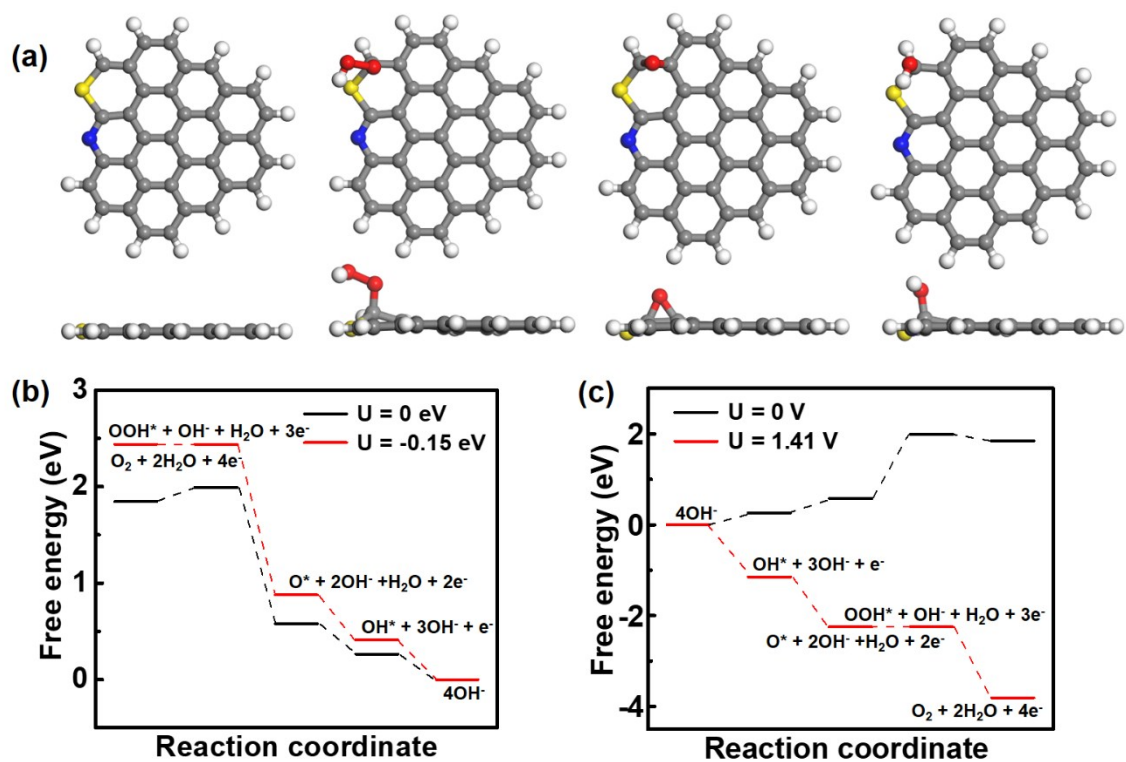 (a)
(b)
3
2
1
0
Free energy (eV)
U = 0 eV
U = -0.15 eV
OOH* + OH- + H2O + 3e-
O2 + 2H2O + 4e-
O* + 2OH- +H2O + 2e-
OH* + 3OH- + e-
4OH-
Reaction coordinate
(c)
2
0
-2
-4
Free energy (eV)
U = 0 V
U = 1.41 V
4OH-
OH* + 3OH- + e-
OOH* + OH- + H2O + 3e-
O* + 2OH- +H2O + 2e-
O2 + 2H2O + 4e-
Reaction coordinate